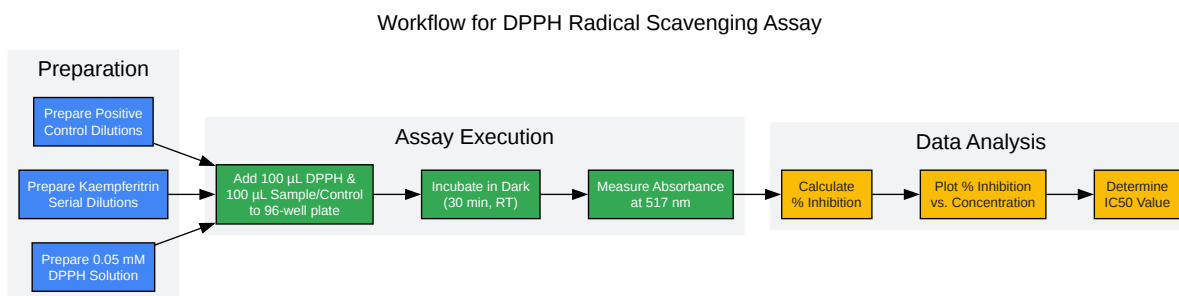 Workflow for DPPH Radical Scavenging Assay
Preparation
Prepare Positive
Control Dilutions
Prepare Kaempferitrin
Serial Dilutions
Prepare 0.05 mM
DPPH Solution
Assay Execution
Add 100 µL DPPH &
100 µL Sample/Control
to 96-well plate
Incubate in Dark
(30 min, RT)
Measure Absorbance
at 517 nm
Data Analysis
Calculate
% Inhibition
Plot % Inhibition
vs. Concentration
Determine
IC50 Value